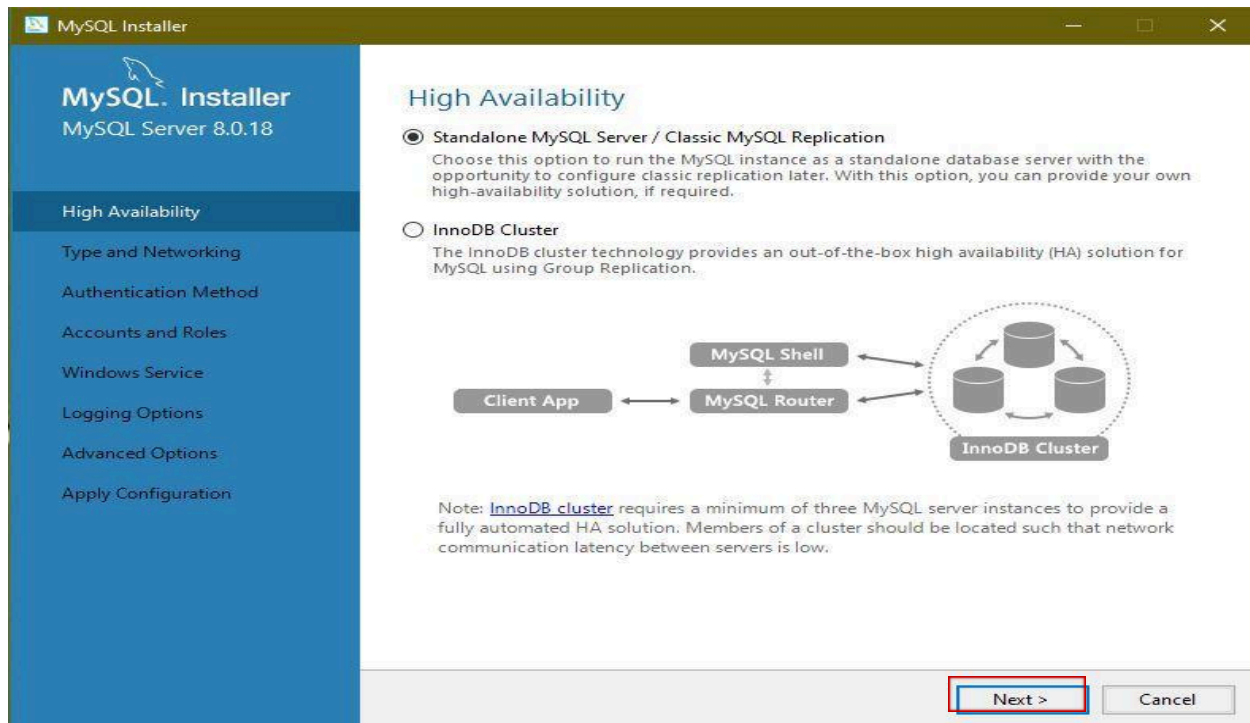 MySQL Installer
MySQL. Installer
MySQL Server 8.0.18
High Availability
Type and Networking
Authentication Method
Accounts and Roles
Windows Service
Logging Options
Advanced Options
Apply Configuration
High Availability
Standalone MySQL Server / Classic MySQL Replication
Choose this option to run the MySQL instance as a standalone database server with the
opportunity to configure classic replication later. With this option, you can provide your own
high-availability solution, if required.
InnoDB Cluster
The InnoDB cluster technology provides an out-of-the-box high availability (HA) solution for
MySQL using Group Replication.
MySQL Shell
Client App
MySQL Router
InnoDB Cluster
Note: InnoDB cluster requires a minimum of three MySQL server instances to provide a
fully automated HA solution. Members of a cluster should be located such that network
communication latency between servers is low.
Next >
Cancel